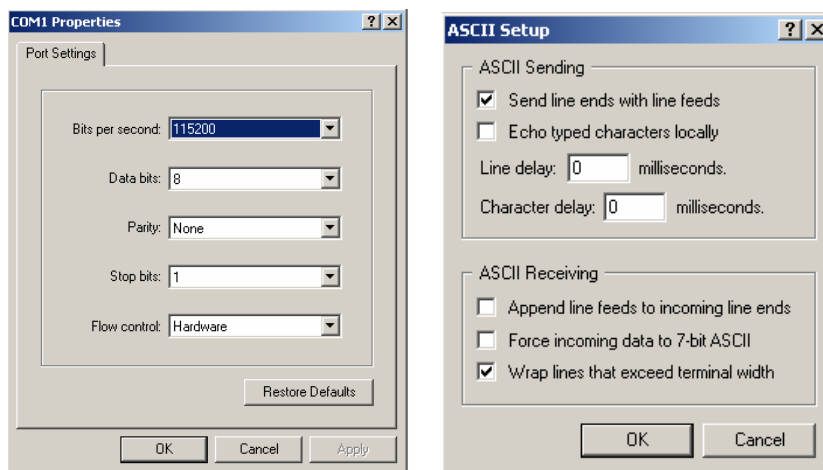 COM1 Properties
Port Settings
Bits per second: 115200
Data bits: 8
Parity: None
Stop bits: 1
Flow control: Hardware
Restore Defaults
OK Cancel Apply
ASCII Setup
ASCII Sending
Send line ends with line feeds
Echo typed characters locally
Line delay: 0 milliseconds.
Character delay: 0 milliseconds.
ASCII Receiving
Append line feeds to incoming line ends
Force incoming data to 7-bit ASCII
Wrap lines that exceed terminal width
OK Cancel